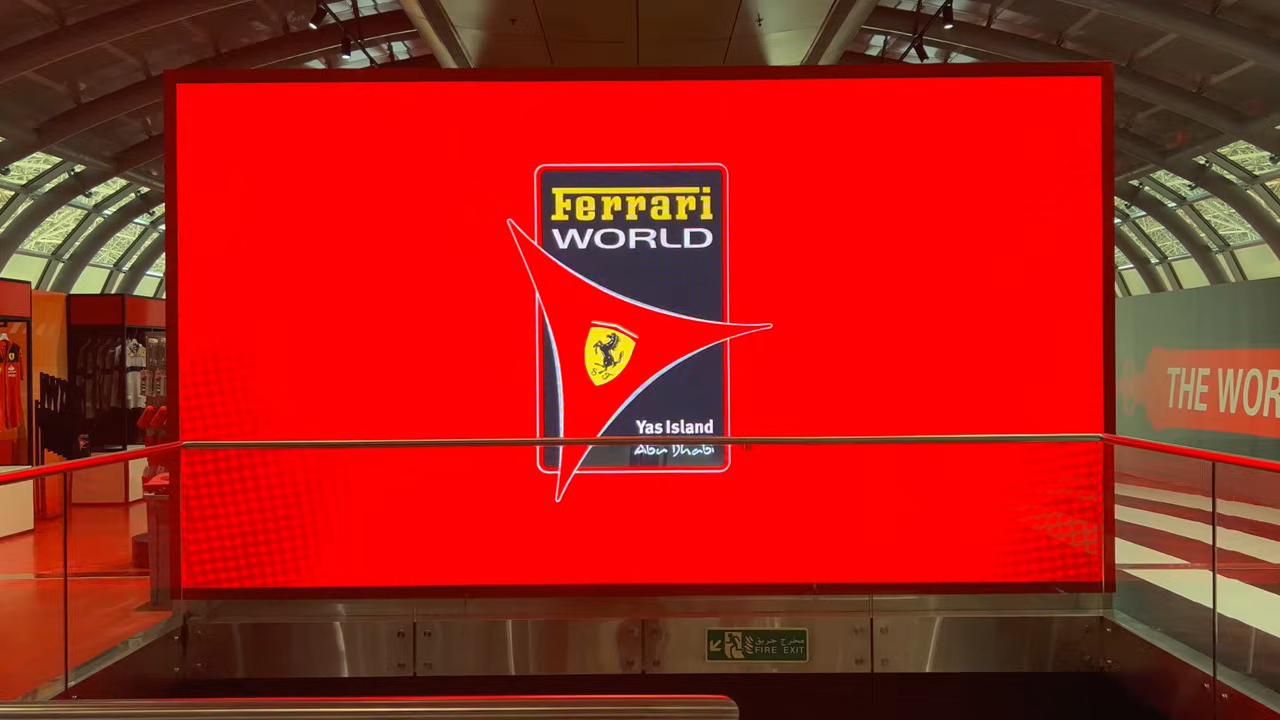 Ferrari
WORLD
S F
Yas Island
Abu Dhabi
THE WOR
مخرج حريق
FIRE EXIT